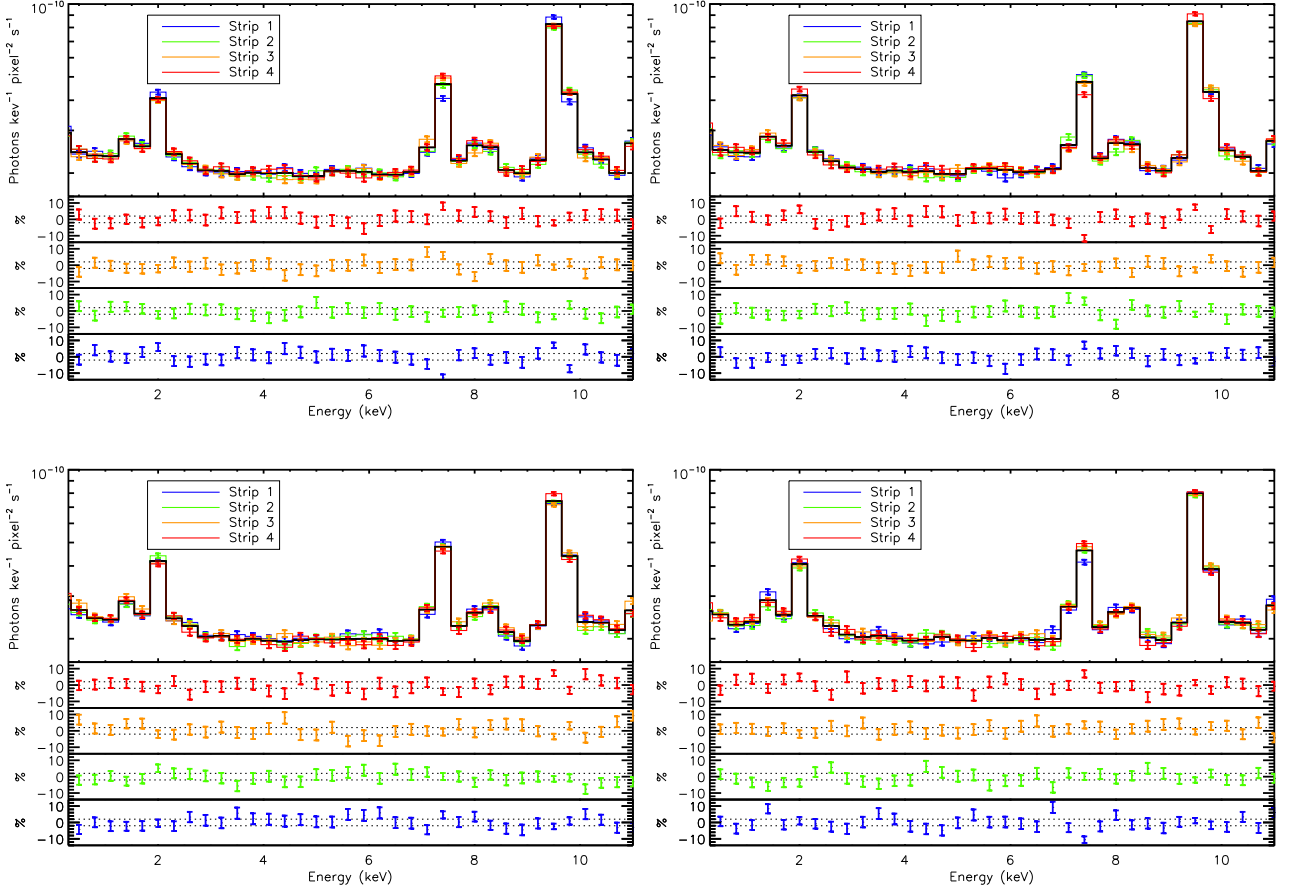 10⁻¹⁰ 10⁻¹⁰
Strip 1 Strip 1
Strip 2 Strip 2
Strip 3 Strip 3
Strip 4 Strip 4
Photons keV⁻¹ pixel⁻² s⁻¹ Photons keV⁻¹ pixel⁻² s⁻¹
10 10
% 0 % 0
−10 −10
10 10
% 0 % 0
−10 −10
10 10
% 0 % 0
−10 −10
10 10
% 0 % 0
−10 −10
2 4 6 8 10 2 4 6 8 10
Energy (keV) Energy (keV)
10⁻¹⁰ 10⁻¹⁰
Strip 1 Strip 1
Strip 2 Strip 2
Strip 3 Strip 3
Strip 4 Strip 4
Photons keV⁻¹ pixel⁻² s⁻¹ Photons keV⁻¹ pixel⁻² s⁻¹
10 10
% 0 % 0
−10 −10
10 10
% 0 % 0
−10 −10
10 10
% 0 % 0
−10 −10
10 10
% 0 % 0
−10 −10
2 4 6 8 10 2 4 6 8 10
Energy (keV) Energy (keV)